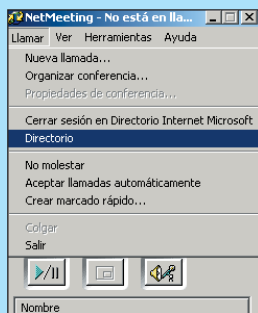 NetMeeting - No está en lla...
Llamar Ver Herramientas Ayuda
Nueva llamada...
Organizar conferencia...
Propiedades de conferencia...
Cerrar sesión en Directorio Internet Microsoft
Directorio
No molestar
Aceptar llamadas automáticamente
Crear marcado rápido...
Colgar
Salir
Nombre